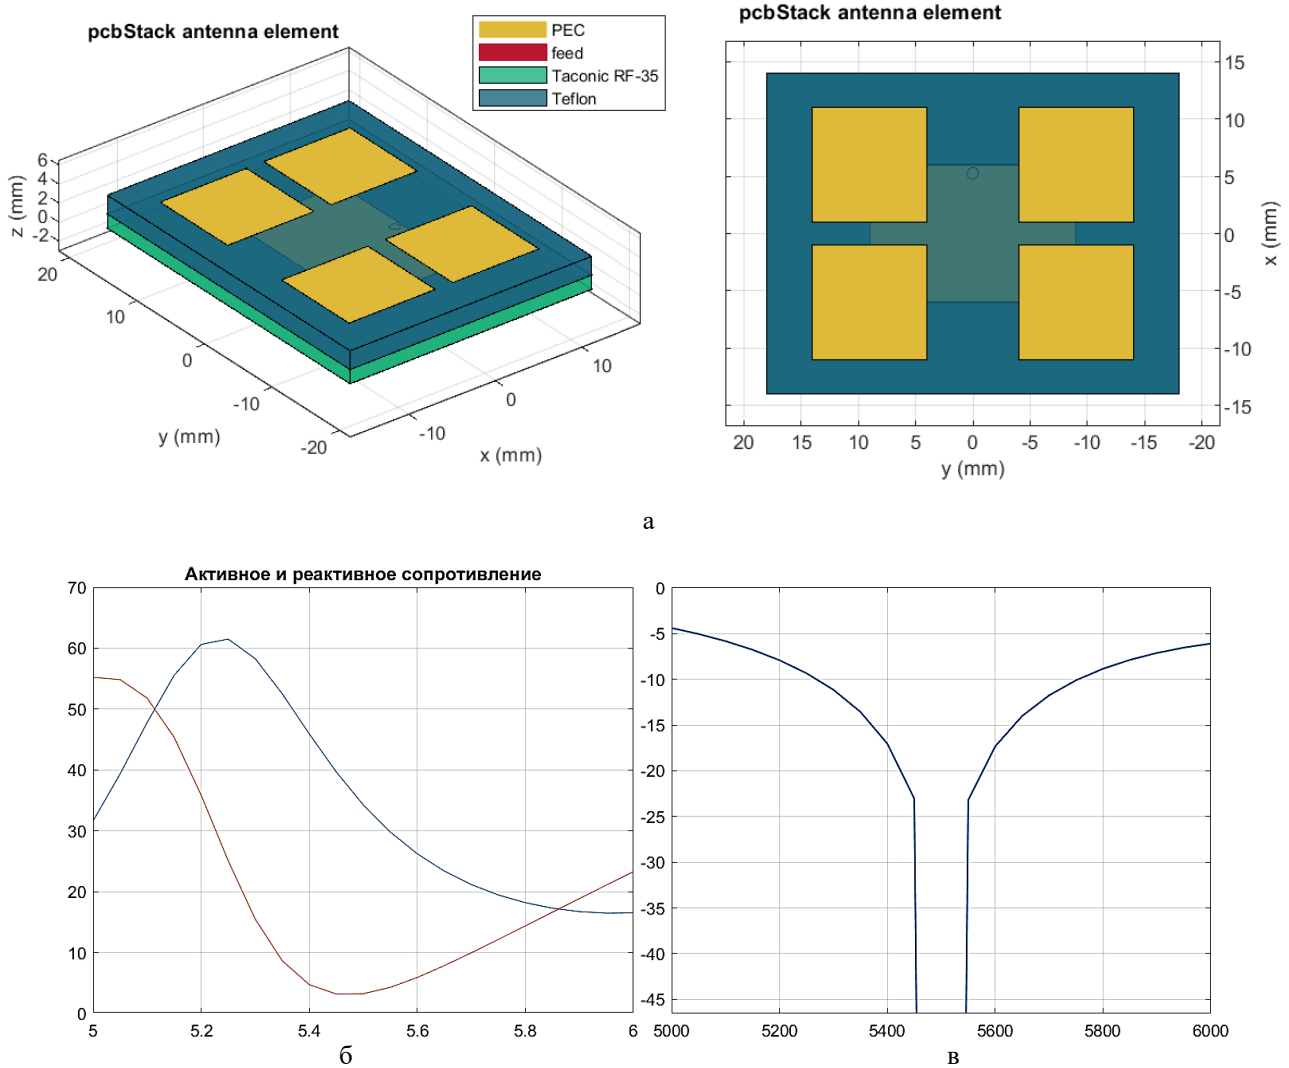 pcbStack antenna element
PEC
feed
Taconic RF-35
Teflon
6
4
2
0
-2
z (mm)
20
10
0
-10
-20
y (mm)
-10
0
10
x (mm)
pcbStack antenna element
15
10
5
0
-5
-10
-15
x (mm)
20 15 10 5 0 -5 -10 -15 -20
y (mm)
а
Активное и реактивное сопротивление
70
60
50
40
30
20
10
0
5 5.2 5.4 5.6 5.8 6
б
0
-5
-10
-15
-20
-25
-30
-35
-40
-45
5000 5200 5400 5600 5800 6000
в